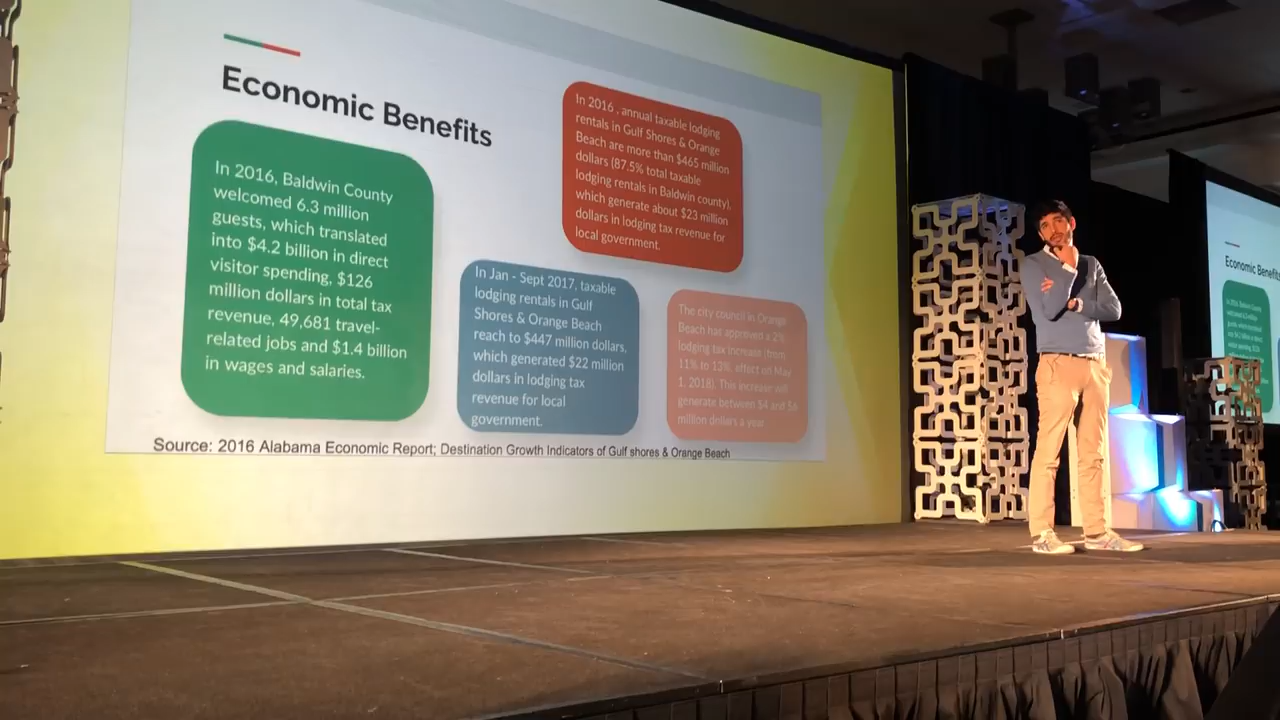 Economic Benefits
In 2016, Baldwin County
welcomed 6.3 million
guests, which translated
into $4.2 billion in direct
visitor spending, $126
million dollars in total tax
revenue, 49,681 travel-
related jobs and $1.4 billion
in wages and salaries.
In 2016 , annual taxable lodging
rentals in Gulf Shores & Orange
Beach are more than $465 million
dollars (87.5% total taxable
lodging rentals in Baldwin county),
which generate about $23 million
dollars in lodging tax revenue for
local government.
In Jan - Sept 2017, taxable
lodging rentals in Gulf
Shores & Orange Beach
reach to $447 million dollars,
which generated $22 million
dollars in lodging tax
revenue for local
government.
The city council in Orange
Beach has approved a 2%
lodging tax increase (from
11% to 12%, effect on May
1, 2018). This increase will
generate between $4 and $6
million dollars a year
Source: 2016 Alabama Economic Report; Destination Growth Indicators of Gulf shores & Orange Beach
Economic Benefits